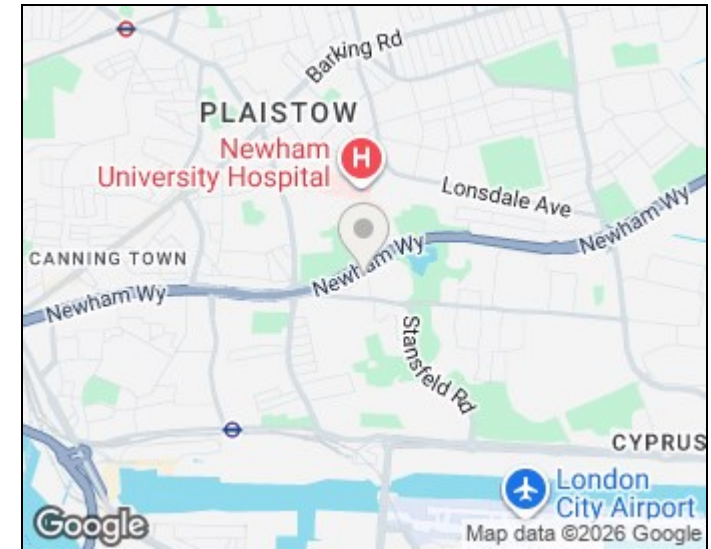 Barking Rd
PLAISTOW
Newham
University Hospital
H
Lonsdale Ave
Newham Wy
Newham Wy
CANNING TOWN
Newham Wy
Stansfeld Rd
CYPRUS
London
City Airport
Google
Map data ©2026 Google